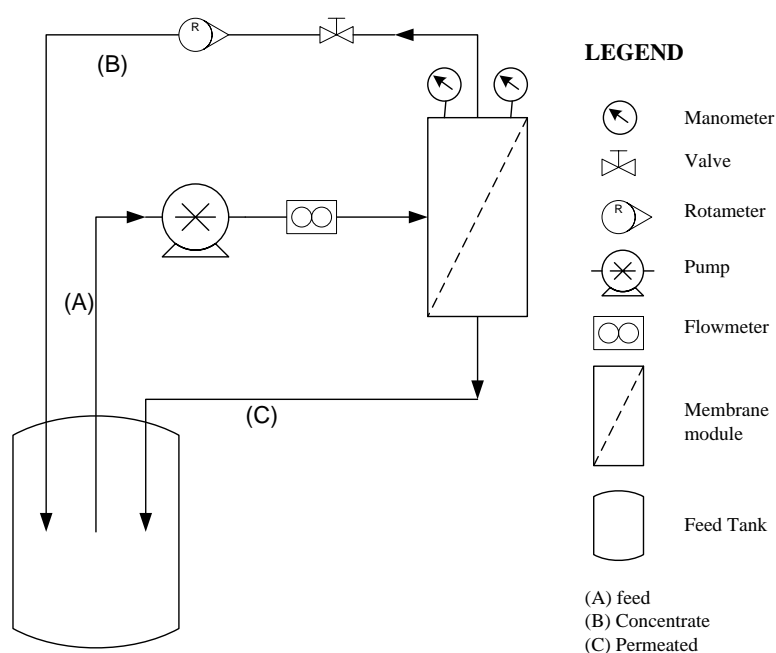 R
(B)
(A)
(C)
LEGEND
Manometer
Valve
R
Rotameter
Pump
Flowmeter
Membrane
module
Feed Tank
(A) feed
(B) Concentrate
(C) Permeated